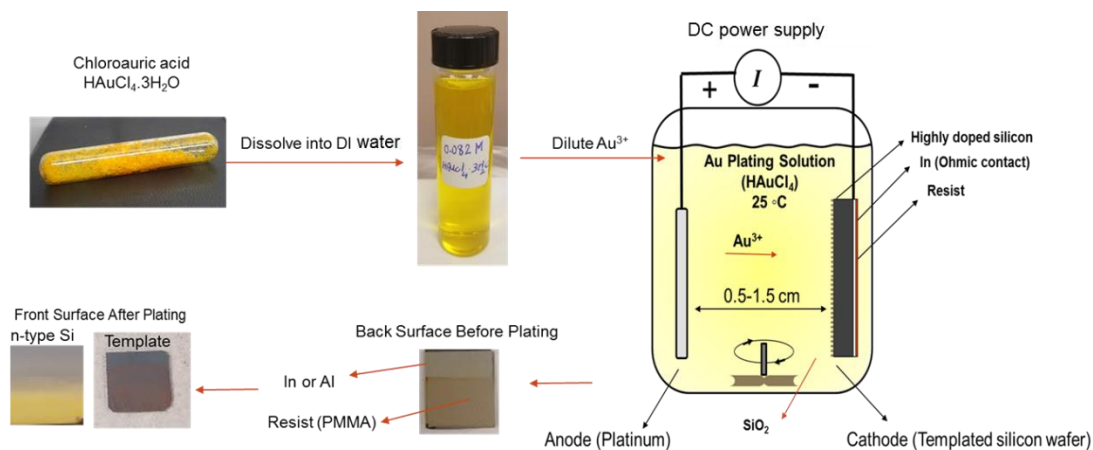 Chloroauric acid
HAuCl₄.3H₂O
Dissolve into DI water
0.082 M
HAuCl₄ 3H₂O
Dilute Au³⁺
DC power supply
I
+ -
Au Plating Solution
(HAuCl₄)
25 ◦C
Au³⁺
0.5-1.5 cm
Highly doped silicon
In (Ohmic contact)
Resist
Anode (Platinum)
SiO₂
Cathode (Templated silicon wafer)
Back Surface Before Plating
In or Al
Resist (PMMA)
Front Surface After Plating
n-type Si
Template